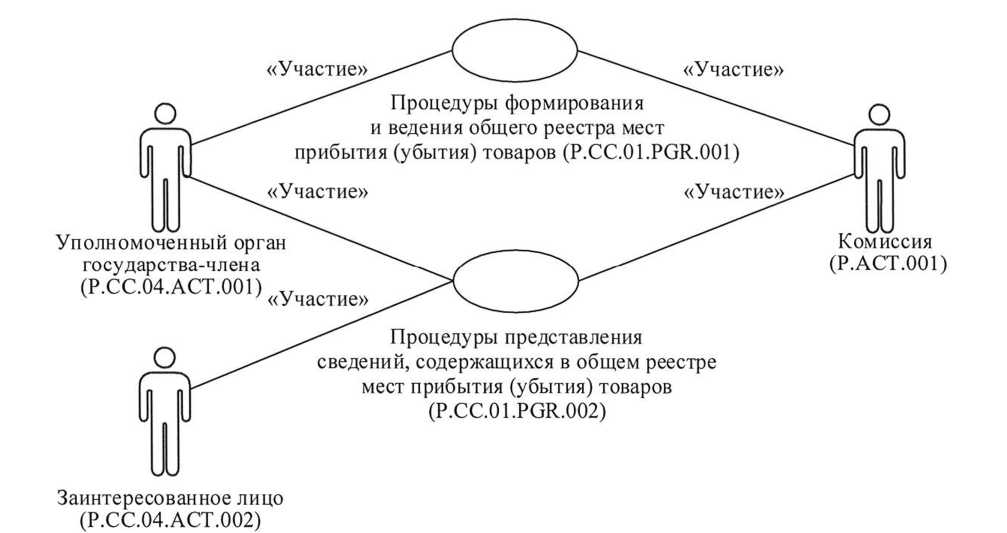 «Участие»
«Участие»
Процедуры формирования
и ведения общего реестра мест
прибытия (убытия) товаров (P.CC.01.PGR.001)
«Участие»
«Участие»
Уполномоченный орган
государства-члена
(P.CC.04.ACT.001)
Комиссия
(P.ACT.001)
«Участие»
Процедуры представления
сведений, содержащихся в общем реестре
мест прибытия (убытия) товаров
(P.CC.01.PGR.002)
Заинтересованное лицо
(P.CC.04.ACT.002)